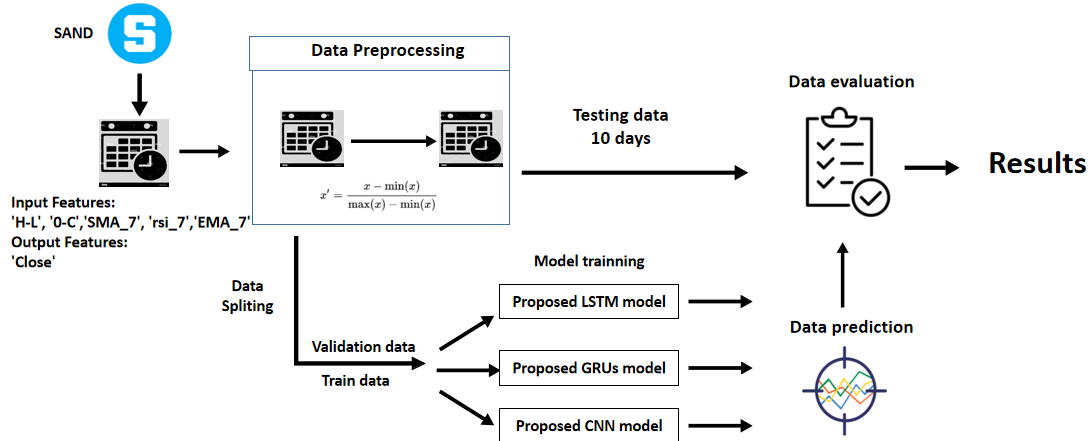 SAND
S
Data Preprocessing
x′ = x − min(x) / max(x) − min(x)
Input Features:
'H-L', '0-C','SMA_7', 'rsi_7','EMA_7'
Output Features:
'Close'
Testing data
10 days
Data evaluation
Results
Data
Spliting
Validation data
Train data
Model trainning
Proposed LSTM model
Proposed GRUs model
Proposed CNN model
Data prediction